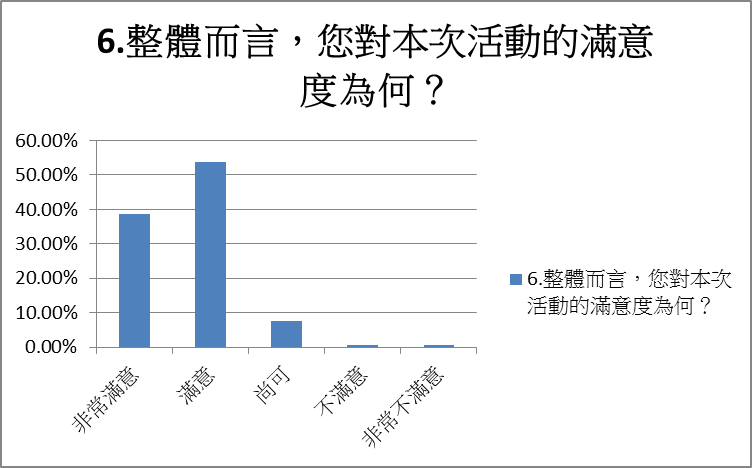 6.整體而言，您對本次活動的滿意
度為何？
60.00%
50.00%
40.00%
30.00%
20.00%
10.00%
0.00%
非常滿意
滿意
尚可
不滿意
非常不滿意
6.整體而言，您對本次
活動的滿意度為何？